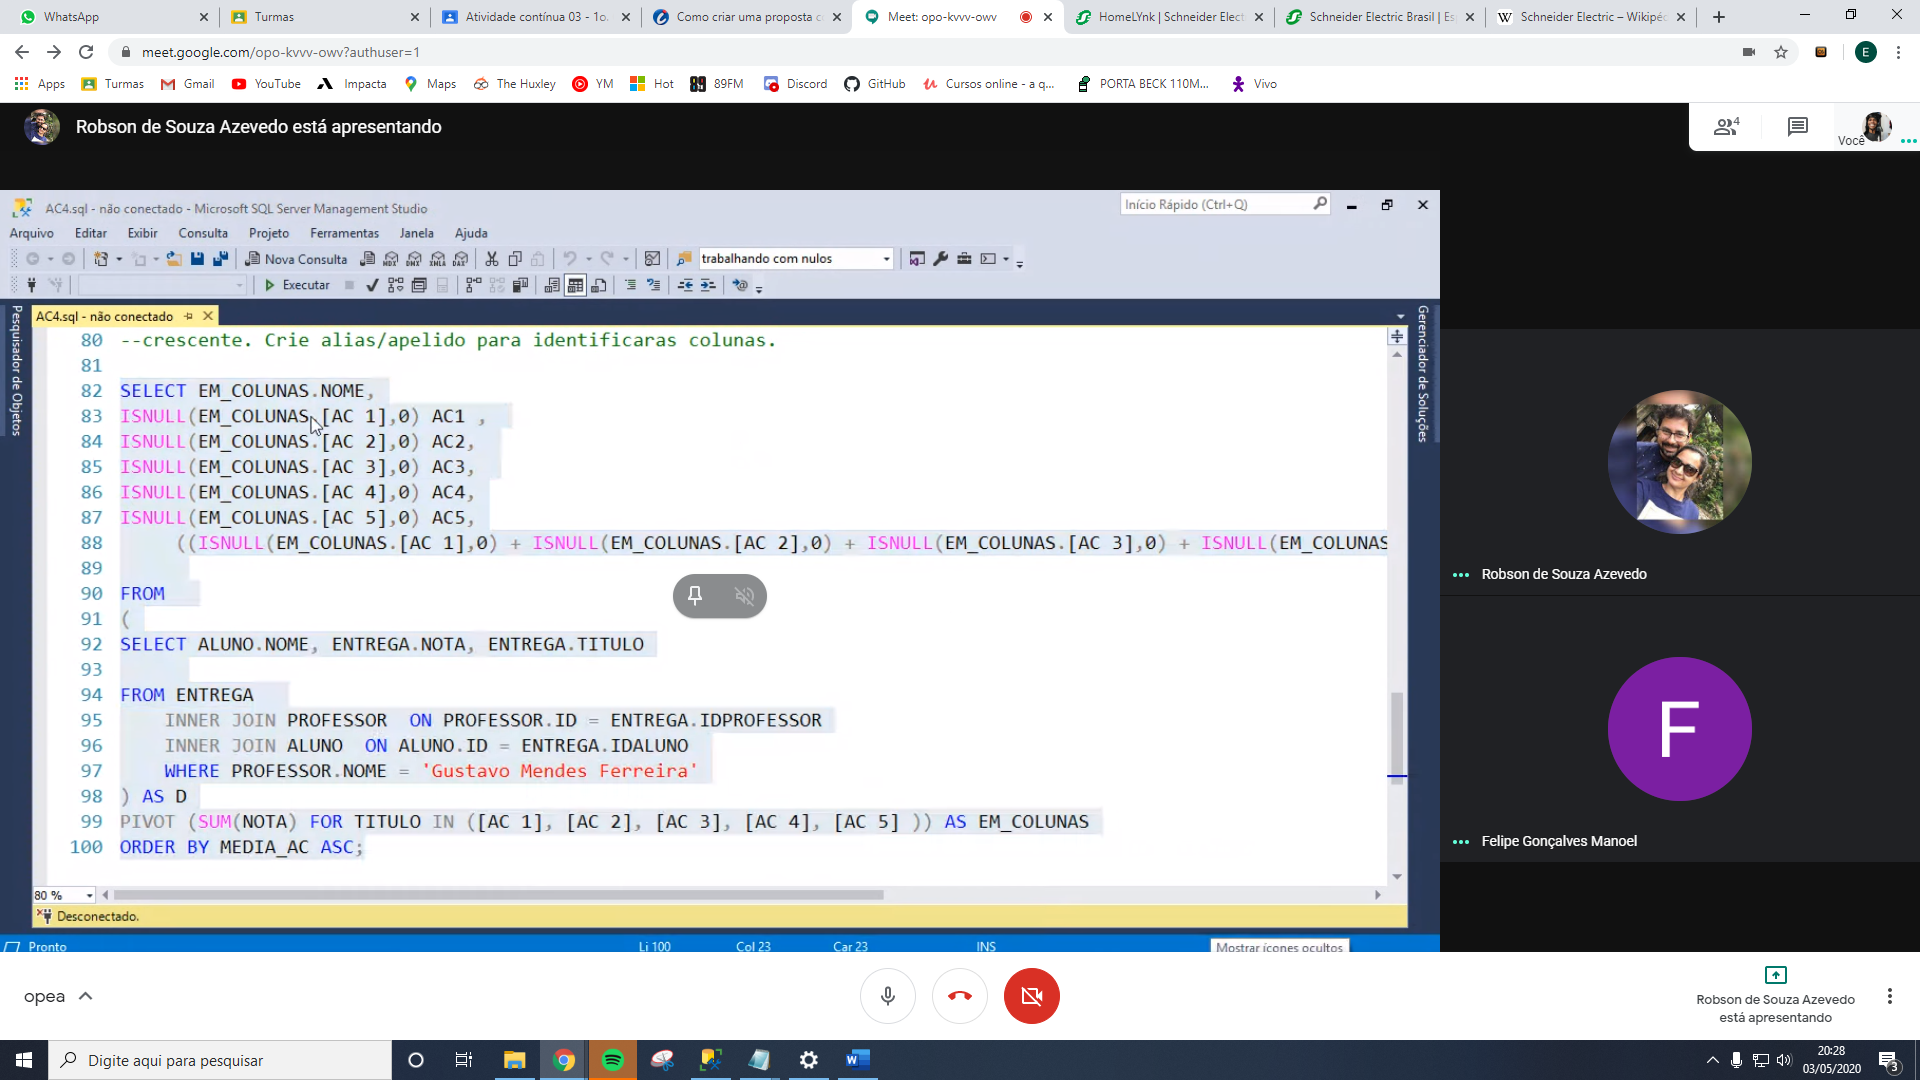 WhatsApp
Turmas
Atividade contínua 03 - 1o.
Como criar uma proposta c
Meet: opo-kvvv-owv
HomeLYnk | Schneider Elect
Schneider Electric Brasil | Es
Schneider Electric – Wikipéd
meet.google.com/opo-kvvv-owv?authuser=1
E
Apps
Turmas
Gmail
YouTube
Impacta
Maps
The Huxley
YM
Hot
89FM
Discord
GitHub
Cursos online - a q...
PORTA BECK 110M...
Vivo
Robson de Souza Azevedo está apresentando
4
Você
AC4.sql - não conectado - Microsoft SQL Server Management Studio
Início Rápido (Ctrl+Q)
Arquivo Editar Exibir Consulta Projeto Ferramentas Janela Ajuda
Nova Consulta
MDX DMX XMLA DAX
trabalhando com nulos
Executar
Pesquisador de Objetos
AC4.sql - não conectado
Gerenciador de Soluções
80 --crescente. Crie alias/apelido para identificaras colunas.
81
82 SELECT EM_COLUNAS.NOME,
83 ISNULL(EM_COLUNAS.[AC 1],0) AC1 ,
84 ISNULL(EM_COLUNAS.[AC 2],0) AC2,
85 ISNULL(EM_COLUNAS.[AC 3],0) AC3,
86 ISNULL(EM_COLUNAS.[AC 4],0) AC4,
87 ISNULL(EM_COLUNAS.[AC 5],0) AC5,
88 ((ISNULL(EM_COLUNAS.[AC 1],0) + ISNULL(EM_COLUNAS.[AC 2],0) + ISNULL(EM_COLUNAS.[AC 3],0) + ISNULL(EM_COLUNAS
89
90 FROM
91 (
92 SELECT ALUNO.NOME, ENTREGA.NOTA, ENTREGA.TITULO
93
94 FROM ENTREGA
95 INNER JOIN PROFESSOR ON PROFESSOR.ID = ENTREGA.IDPROFESSOR
96 INNER JOIN ALUNO ON ALUNO.ID = ENTREGA.IDALUNO
97 WHERE PROFESSOR.NOME = 'Gustavo Mendes Ferreira'
98 ) AS D
99 PIVOT (SUM(NOTA) FOR TITULO IN ([AC 1], [AC 2], [AC 3], [AC 4], [AC 5] )) AS EM_COLUNAS
100 ORDER BY MEDIA_AC ASC;
80 %
Desconectado.
Pronto
Li 100
Col 23
Car 23
INS
Mostrar ícones ocultos
Robson de Souza Azevedo
F
Felipe Gonçalves Manoel
opea
Robson de Souza Azevedo
está apresentando
Digite aqui para pesquisar
20:28
03/05/2020
3